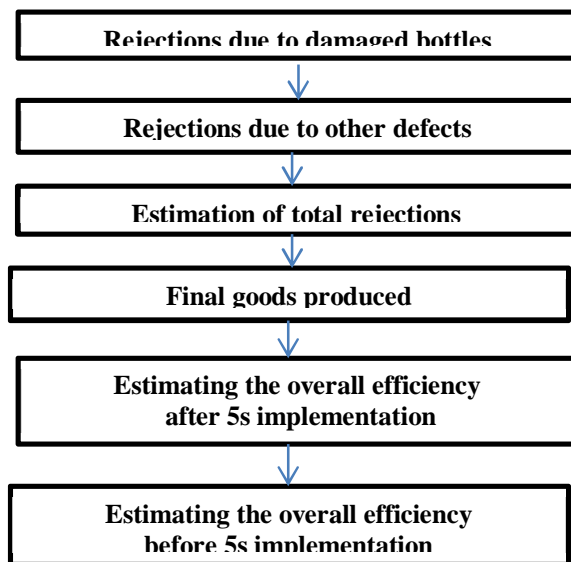 Rejections due to damaged bottles
Rejections due to other defects
Estimation of total rejections
Final goods produced
Estimating the overall efficiency
after 5s implementation
Estimating the overall efficiency
before 5s implementation